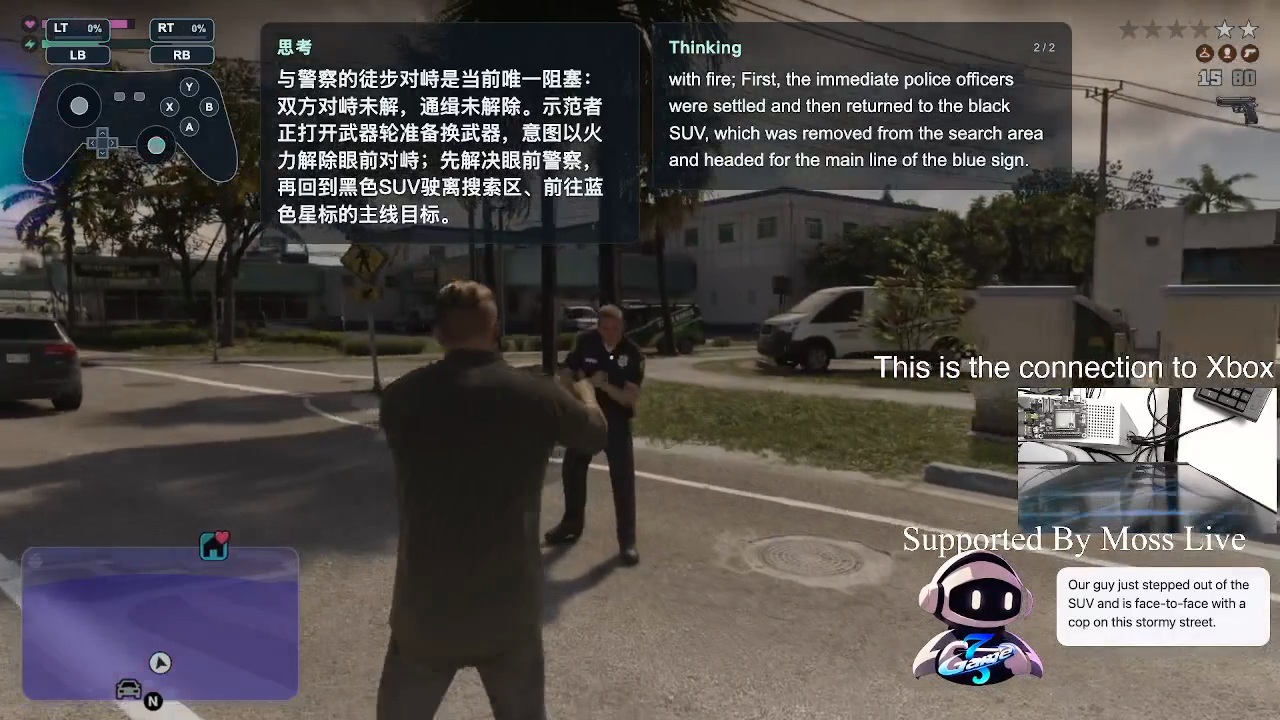 LT 0%
RT 0%
LB
RB
Y
X
B
A
思考
与警察的徒步对峙是当前唯一阻塞：
双方对峙未解，通缉未解除。示范者
正打开武器轮准备换武器，意图以火
力解除眼前对峙；先解决眼前警察，
再回到黑色SUV驶离搜索区、前往蓝
色星标的主线目标。
Thinking
2 / 2
with fire; First, the immediate police officers
were settled and then returned to the black
SUV, which was removed from the search area
and headed for the main line of the blue sign.
15 80
This is the connection to Xbox
Supported By Moss Live
Our guy just stepped out of the
SUV and is face-to-face with a
cop on this stormy street.
Game
N